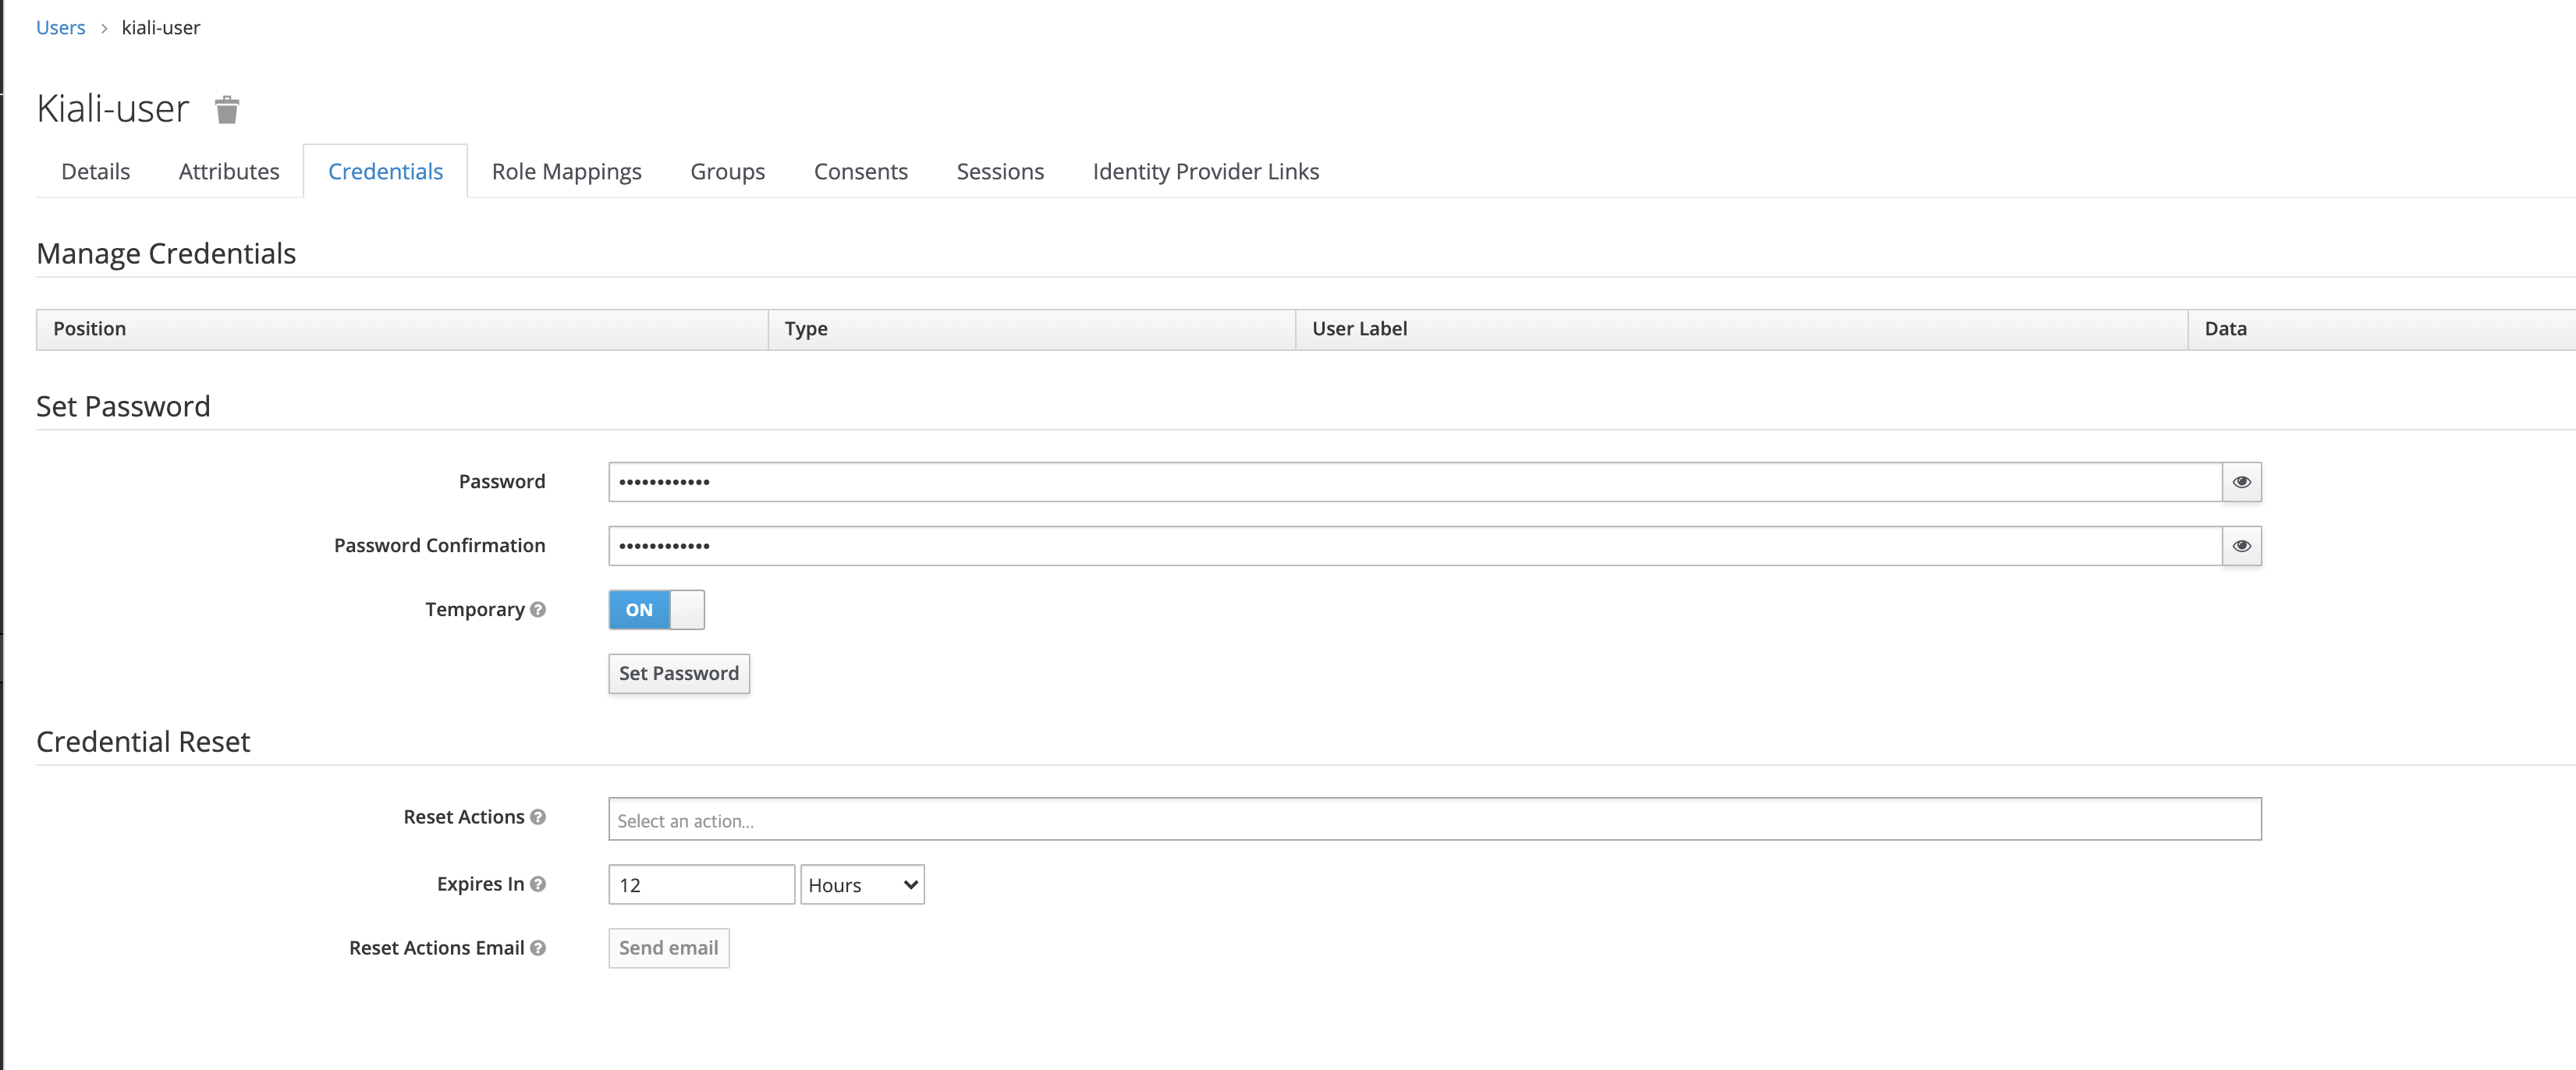 Users > kiali-user
Kiali-user
Details Attributes Credentials Role Mappings Groups Consents Sessions Identity Provider Links
Manage Credentials
Position Type User Label Data
Set Password
Password ••••••••••••
Password Confirmation ••••••••••••
Temporary ON
Set Password
Credential Reset
Reset Actions Select an action...
Expires In 12 Hours
Reset Actions Email Send email